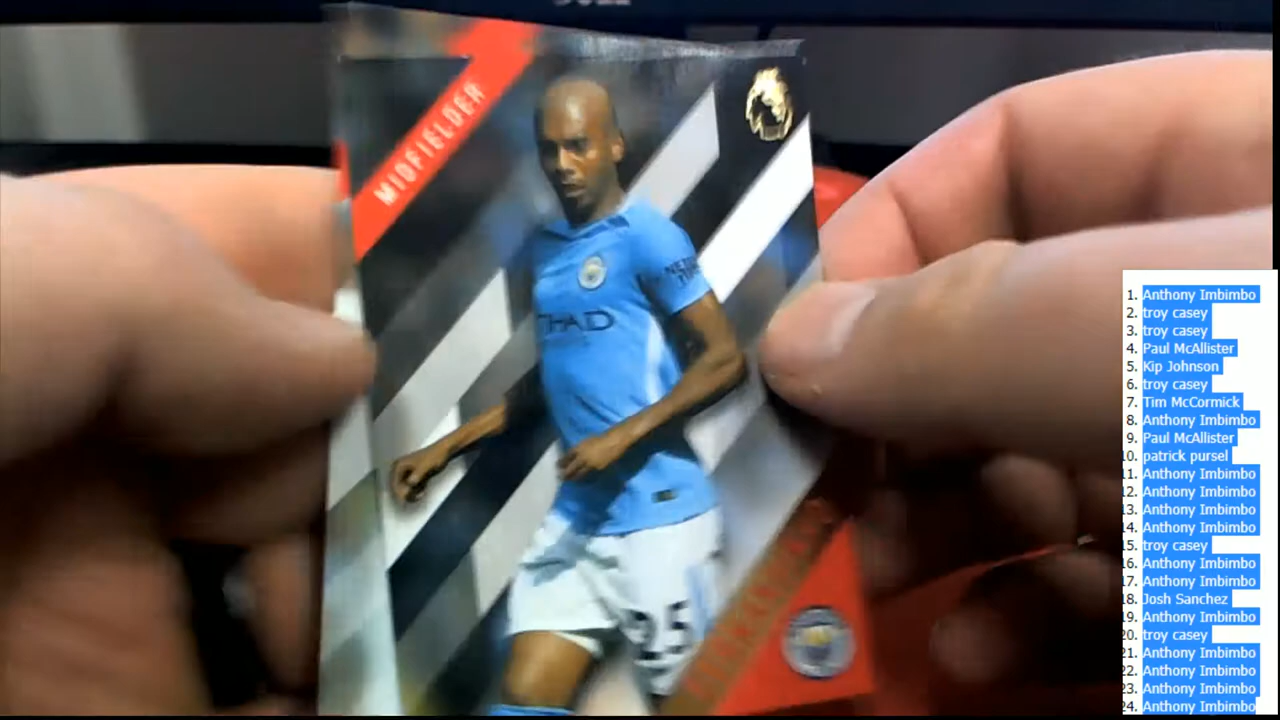 MIDFIELDER
ETIHAD
25
1. Anthony Imbimbo
2. troy casey
3. troy casey
4. Paul McAllister
5. Kip Johnson
6. troy casey
7. Tim McCormick
8. Anthony Imbimbo
9. Paul McAllister
10. patrick pursel
11. Anthony Imbimbo
12. Anthony Imbimbo
13. Anthony Imbimbo
14. Anthony Imbimbo
15. troy casey
16. Anthony Imbimbo
17. Anthony Imbimbo
18. Josh Sanchez
19. Anthony Imbimbo
20. troy casey
21. Anthony Imbimbo
22. Anthony Imbimbo
23. Anthony Imbimbo
24. Anthony Imbimbo